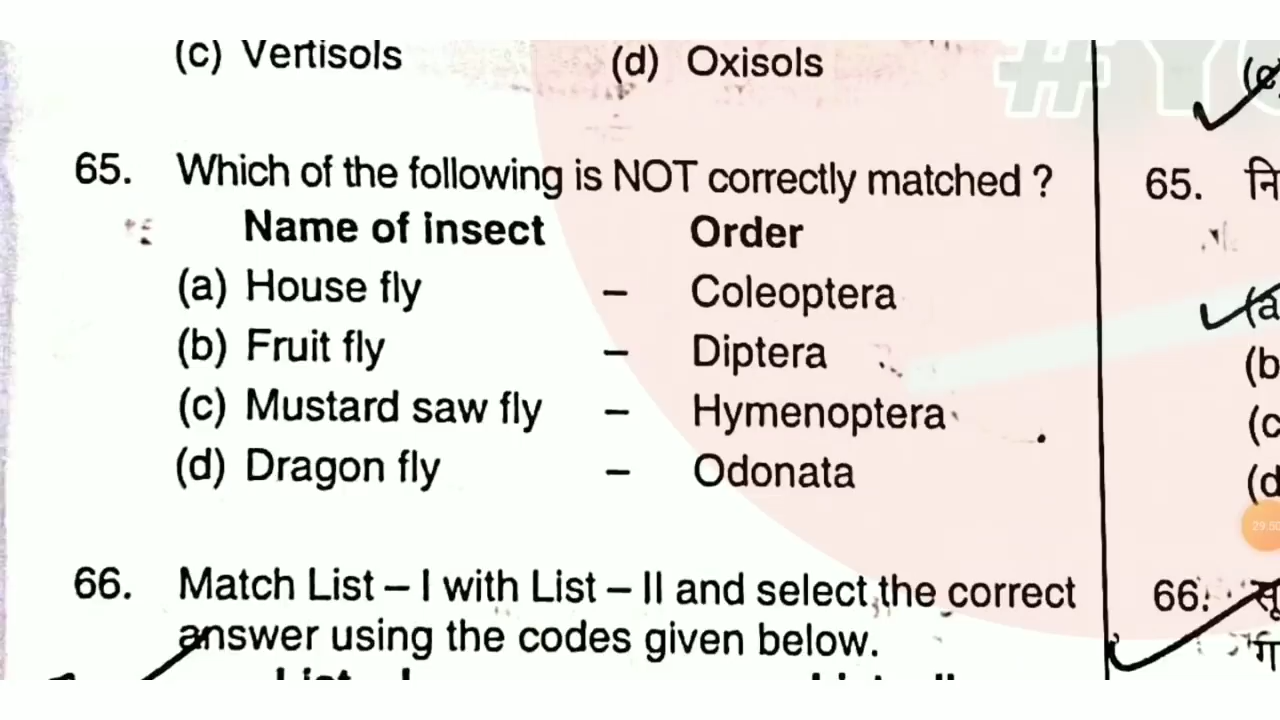 (c) Vertisols (d) Oxisols
65. Which of the following is NOT correctly matched ?
Name of insect Order
(a) House fly – Coleoptera
(b) Fruit fly – Diptera
(c) Mustard saw fly – Hymenoptera
(d) Dragon fly – Odonata
66. Match List – I with List – II and select the correct
answer using the codes given below.
#Y
65. नि
(a
(b
(c
(d
66.